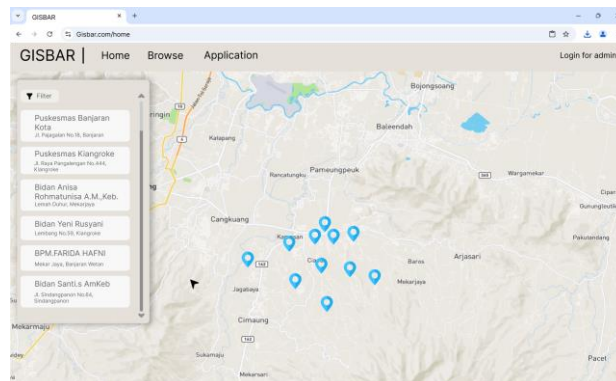 GISBAR
Gisbar.com/home
GISBAR | Home Browse Application
Login for admin
Filter
Puskesmas Banjaran
Kota
Jl. Pajagalan No.18, Banjaran
Puskesmas Kiangroke
Jl. Raya Pangalengan No.444,
Kiangroke
Bidan Anisa
Rohmatunisa A.M.,Keb.
Lemah Duhur, Mekarjaya
Bidan Yeni Rusyani
Lembang No.59, Kiangroke
BPM.FARIDA HAFNI
Mekar Jaya, Banjaran Wetan
Bidan Santi.s AmKeb
Jl. Sindangpanon No.64,
Sindangpanon
Bojongsoang
Katapang
Baleendah
Rancatungku
Pameungpeuk
Wargamekar
Cangkuang
Pakutandang
Baros
Arjasari
Mekarjaya
Jagabaya
Cimaung
Mekarmaju
Sukamaju
Mekarsari
Pacet